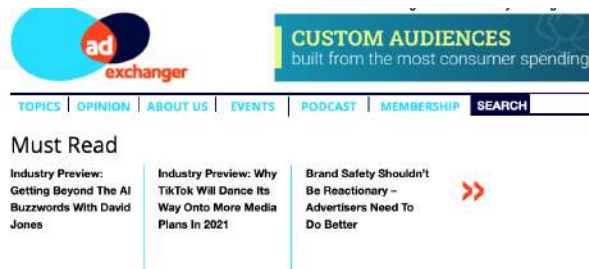 ad
exchanger
CUSTOM AUDIENCES
built from the most consumer spending
TOPICS OPINION ABOUT US EVENTS PODCAST MEMBERSHIP SEARCH
Must Read
Industry Preview:
Getting Beyond The AI
Buzzwords With David
Jones
Industry Preview: Why
TikTok Will Dance Its
Way Onto More Media
Plans In 2021
Brand Safety Shouldn't
Be Reactionary –
Advertisers Need To
Do Better